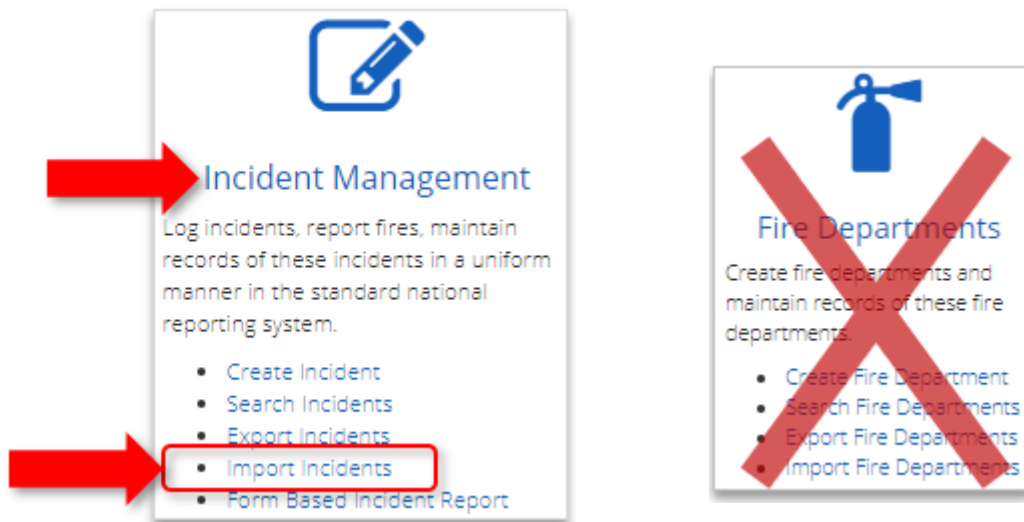 Incident Management
Log incidents, report fires, maintain
records of these incidents in a uniform
manner in the standard national
reporting system.
Create Incident
Search Incidents
Export Incidents
Import Incidents
Form Based Incident Report
Fire Departments
Create fire departments and
maintain records of these fire
departments.
Create Fire Department
Search Fire Departments
Export Fire Departments
Import Fire Departments